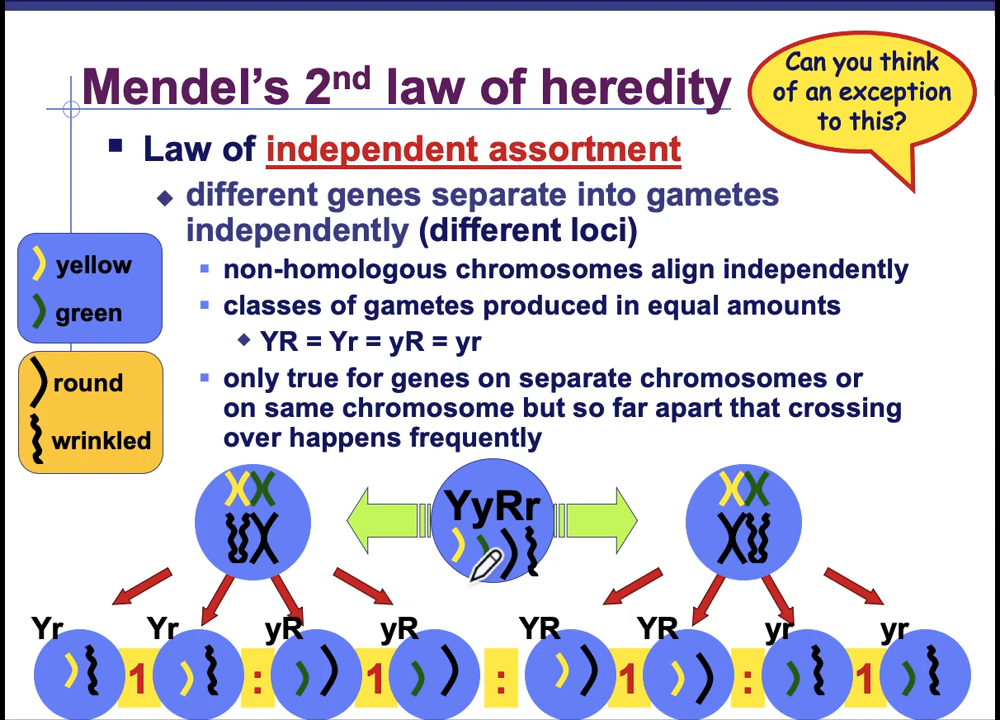 Mendel's 2nd law of heredity
Can you think
of an exception
to this?
Law of independent assortment
different genes separate into gametes
independently (different loci)
yellow
green
round
wrinkled
non-homologous chromosomes align independently
classes of gametes produced in equal amounts
YR = Yr = yR = yr
only true for genes on separate chromosomes or
on same chromosome but so far apart that crossing
over happens frequently
YyRr
Yr Yr yR yR YR YR yr yr
1 : 1 : 1 : 1